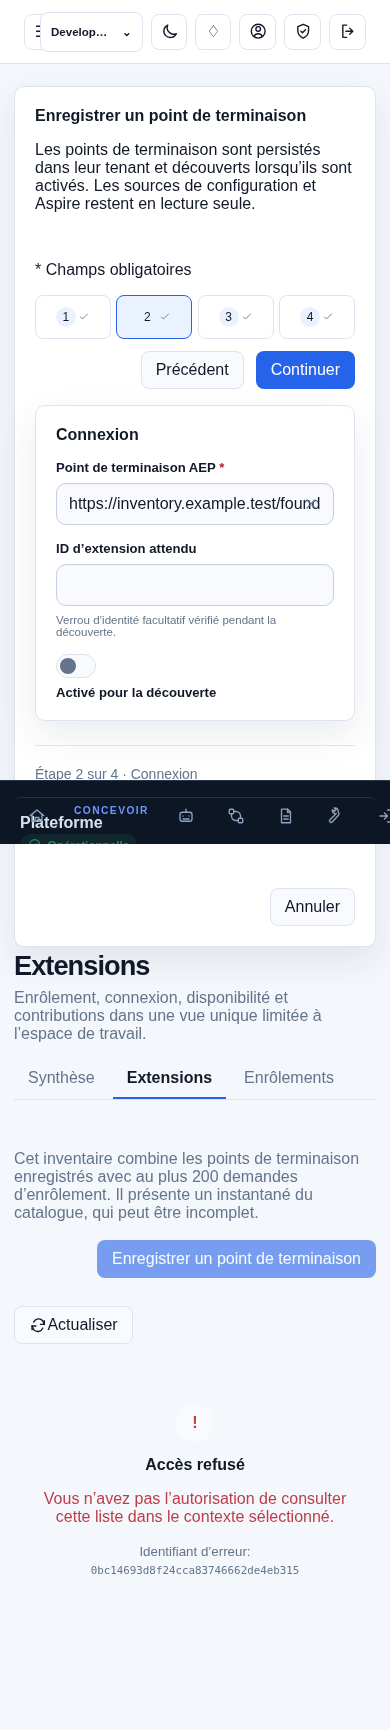 Develop…
Enregistrer un point de terminaison
Les points de terminaison sont persistés
dans leur tenant et découverts lorsqu’ils sont
activés. Les sources de configuration et
Aspire restent en lecture seule.
* Champs obligatoires
1 2 3 4
Précédent Continuer
Connexion
Point de terminaison AEP *
https://inventory.example.test/found
ID d’extension attendu
Verrou d’identité facultatif vérifié pendant la
découverte.
Activé pour la découverte
Étape 2 sur 4 · Connexion
CONCEVOIR
Plateforme
Opérationnelle
Annuler
Extensions
Enrôlement, connexion, disponibilité et
contributions dans une vue unique limitée à
l’espace de travail.
Synthèse Extensions Enrôlements
Cet inventaire combine les points de terminaison
enregistrés avec au plus 200 demandes
d’enrôlement. Il présente un instantané du
catalogue, qui peut être incomplet.
Enregistrer un point de terminaison
Actualiser
!
Accès refusé
Vous n’avez pas l’autorisation de consulter
cette liste dans le contexte sélectionné.
Identifiant d’erreur:
0bc14693d8f24cca83746662de4eb315